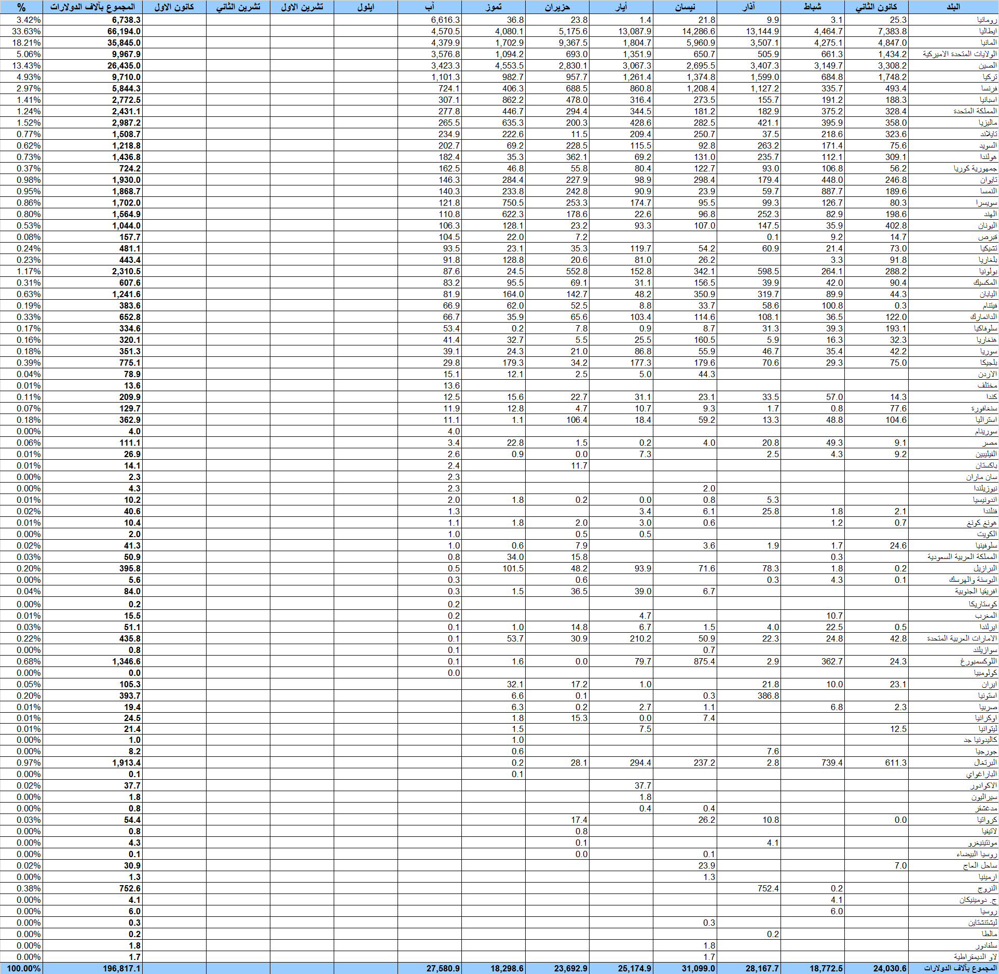 البلد كانون الثاني شباط آذار نيسان أيار حزيران تموز آب ايلول تشرين الاول تشرين الثاني كانون الاول المجموع بآلاف الدولارات %
رومانيا 25.3 3.1 9.9 21.8 1.4 23.8 36.8 6,616.3 6,738.3 3.42%
ايطاليا 7,383.8 4,464.7 13,144.9 14,286.6 13,087.9 5,175.6 4,080.1 4,570.5 66,194.0 33.63%
المانيا 4,847.0 4,275.1 3,507.1 5,960.9 1,804.7 9,367.5 1,702.9 4,379.9 35,845.0 18.21%
الولايات المتحدة الاميركية 1,434.2 661.3 505.9 650.7 1,351.9 693.0 1,094.2 3,576.8 9,967.9 5.06%
الصين 3,308.2 3,149.7 3,407.3 2,695.5 3,067.3 2,830.1 4,553.5 3,423.3 26,435.0 13.43%
تركيا 1,748.2 684.8 1,599.0 1,374.8 1,261.4 957.7 982.7 1,101.3 9,710.0 4.93%
فرنسا 493.4 335.7 1,127.2 1,208.4 860.8 688.5 406.3 724.1 5,844.3 2.97%
اسبانيا 188.3 191.2 155.7 273.5 316.4 478.0 862.2 307.1 2,772.5 1.41%
المملكة المتحدة 328.4 375.2 182.9 181.2 344.5 294.4 446.7 277.8 2,431.1 1.24%
ماليزيا 358.0 395.9 421.1 282.5 428.6 200.3 635.3 265.5 2,987.2 1.52%
تايلاند 323.6 218.6 37.5 250.7 209.4 11.5 222.6 234.9 1,508.7 0.77%
السويد 75.6 171.4 263.2 92.8 115.5 228.5 69.2 202.7 1,218.8 0.62%
هولندا 309.1 112.1 235.7 131.0 69.2 362.1 35.3 182.4 1,436.8 0.73%
جمهورية كوريا 56.2 106.8 93.0 122.7 80.4 55.8 46.8 162.5 724.2 0.37%
تايوان 246.8 448.0 179.4 298.4 98.9 227.9 284.4 146.3 1,930.0 0.98%
النمسا 189.6 887.7 59.7 23.9 90.9 242.8 233.8 140.3 1,868.7 0.95%
سويسرا 80.3 126.7 99.3 95.5 174.7 253.3 750.5 121.8 1,702.0 0.86%
الهند 198.6 82.9 252.3 96.8 22.6 178.6 622.3 110.8 1,564.9 0.80%
اليونان 402.8 35.9 147.5 107.0 93.3 23.2 128.1 106.3 1,044.0 0.53%
قبرص 14.7 9.2 0.1 7.2 22.0 104.5 157.7 0.08%
تشيكيا 73.0 21.4 60.9 54.2 119.7 35.3 23.1 93.5 481.1 0.24%
بلغاريا 91.8 3.3 26.2 81.0 20.6 128.8 91.8 443.4 0.23%
بولونيا 288.2 264.1 598.5 342.1 152.8 552.8 24.5 87.6 2,310.5 1.17%
المكسيك 90.4 42.0 39.9 156.5 31.1 69.1 95.5 83.2 607.6 0.31%
اليابان 44.3 89.9 319.7 350.9 48.2 142.7 164.0 81.9 1,241.6 0.63%
فيتنام 0.3 100.8 58.6 33.7 8.8 52.5 62.0 66.9 383.6 0.19%
الدانمارك 122.0 36.5 108.1 114.6 103.4 65.6 35.9 66.7 652.8 0.33%
سلوفاكيا 193.1 39.3 31.3 8.7 0.9 7.8 0.2 53.4 334.6 0.17%
هنغاريا 32.3 16.3 5.9 160.5 25.5 5.5 32.7 41.4 320.1 0.16%
سوريا 42.2 35.4 46.7 55.9 86.8 21.0 24.3 39.1 351.3 0.18%
بلجيكا 75.0 29.3 70.6 179.6 177.3 34.2 179.3 29.8 775.1 0.39%
الاردن 44.3 5.0 2.5 12.1 15.1 78.9 0.04%
مختلف 13.6 13.6 0.01%
كندا 14.3 57.0 33.5 23.1 31.1 22.7 15.6 12.5 209.9 0.11%
سنغافورة 77.6 0.8 1.7 9.3 10.7 4.7 12.8 11.9 129.7 0.07%
استراليا 104.6 48.8 13.3 59.2 18.4 106.4 1.1 11.1 362.9 0.18%
سورينام 4.0 4.0 0.00%
مصر 9.1 49.3 20.8 4.0 0.2 1.5 22.8 3.4 111.1 0.06%
الفيليبين 9.2 4.3 2.5 7.3 0.0 0.9 2.6 26.9 0.01%
باكستان 11.7 2.4 14.1 0.01%
سان ماران 2.3 2.3 0.00%
نيوزيلندا 2.0 2.3 4.3 0.00%
اندونيسيا 5.3 0.8 0.0 0.2 1.8 2.0 10.2 0.01%
فنلندا 2.1 1.8 25.8 6.1 3.4 1.3 40.6 0.02%
هونغ كونغ 0.7 1.2 0.6 3.0 2.0 1.8 1.1 10.4 0.01%
الكويت 0.5 0.5 1.0 2.0 0.00%
سلوفينيا 24.6 1.7 1.9 3.6 7.9 0.6 1.0 41.3 0.02%
المملكة العربية السعودية 0.3 15.8 34.0 0.8 50.9 0.03%
البرازيل 0.2 1.8 78.3 71.6 93.9 48.2 101.5 0.5 395.8 0.20%
البوسنة والهرسك 0.1 4.3 0.3 0.6 0.3 5.6 0.00%
افريقيا الجنوبية 6.7 39.0 36.5 1.5 0.3 84.0 0.04%
كوستاريكا 0.2 0.2 0.00%
المغرب 10.7 4.7 0.2 15.5 0.01%
ايرلندا 0.5 22.5 4.0 1.5 6.7 14.8 1.0 0.1 51.1 0.03%
الامارات العربية المتحدة 42.8 24.8 22.3 50.9 210.2 30.9 53.7 0.1 435.8 0.22%
سوازيلند 0.7 0.1 0.8 0.00%
اللوكسمبورغ 24.3 362.7 2.9 875.4 79.7 0.0 1.6 0.1 1,346.6 0.68%
كولومبيا 0.0 0.0 0.00%
ايران 23.1 10.0 21.8 1.0 17.2 32.1 105.3 0.05%
استونيا 386.8 0.3 0.1 6.6 393.7 0.20%
صربيا 2.3 6.8 1.1 2.7 0.2 6.3 19.4 0.01%
اوكرانيا 7.4 0.0 15.3 1.8 24.5 0.01%
ليتوانيا 12.5 7.5 1.5 21.4 0.01%
كاليدونيا جد 1.0 1.0 0.00%
جورجيا 7.6 0.6 8.2 0.00%
البرتغال 611.3 739.4 2.8 237.2 294.4 28.1 0.2 1,913.4 0.97%
الباراغواي 0.1 0.1 0.00%
الاكوادور 37.7 37.7 0.02%
سيراليون 1.8 1.8 0.00%
مدغشقر 0.4 0.4 0.8 0.00%
كرواتيا 0.0 10.8 26.2 17.4 54.4 0.03%
لاتيفيا 0.8 0.8 0.00%
مونتينيغرو 4.1 0.1 4.3 0.00%
روسيا البيضاء 0.1 0.0 0.1 0.00%
ساحل العاج 7.0 23.9 30.9 0.02%
ارمينيا 1.3 1.3 0.00%
النروج 0.2 752.4 752.6 0.38%
ج. دومينيكان 4.1 4.1 0.00%
روسيا 6.0 6.0 0.00%
ليشتنشتاين 0.3 0.3 0.00%
مالطا 0.2 0.2 0.00%
سلفادور 1.8 1.8 0.00%
لاو الديمقراطية 1.7 1.7 0.00%
المجموع بآلاف الدولارات 24,030.6 18,772.5 28,167.7 31,099.0 25,174.9 23,692.9 18,298.6 27,580.9 196,817.1 100.00%